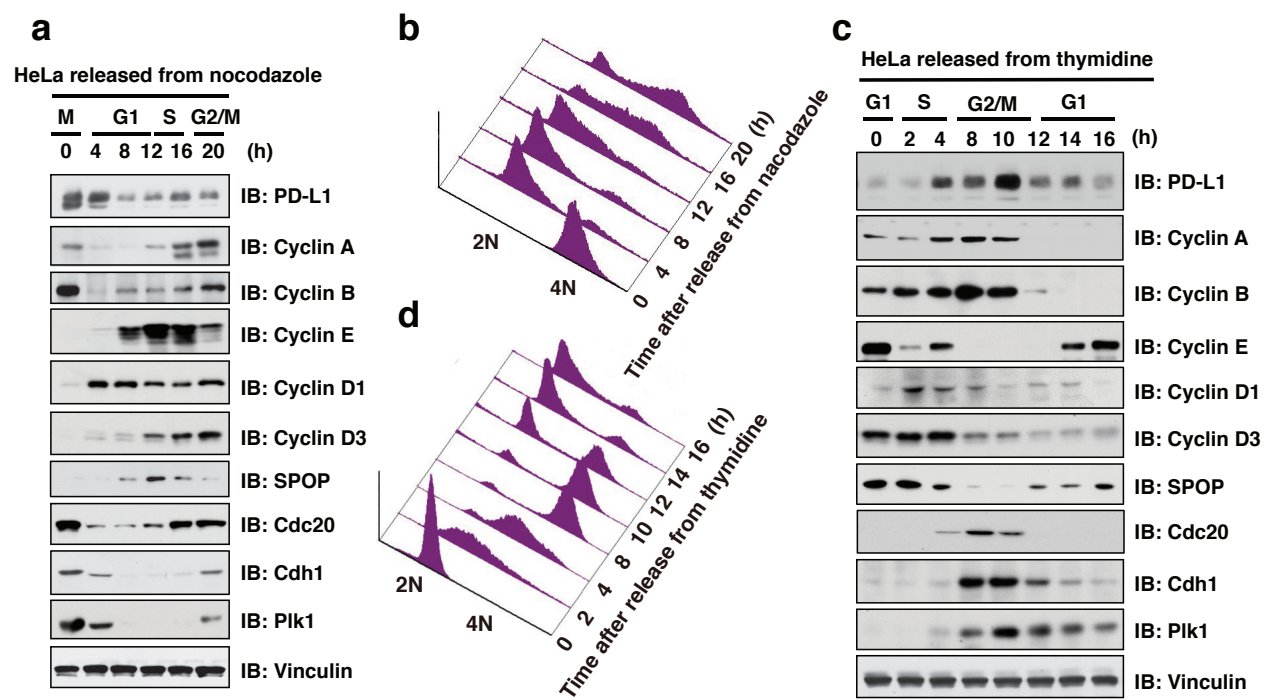 a
HeLa released from nocodazole
M G1 S G2/M
0 4 8 12 16 20 (h)
IB: PD-L1
IB: Cyclin A
IB: Cyclin B
IB: Cyclin E
IB: Cyclin D1
IB: Cyclin D3
IB: SPOP
IB: Cdc20
IB: Cdh1
IB: Plk1
IB: Vinculin
b
2N
4N
0 4 8 12 16 20 (h)
Time after release from nacodazole
d
2N
4N
0 2 4 8 10 12 14 16 (h)
Time after release from thymidine
c
HeLa released from thymidine
G1 S G2/M G1
0 2 4 8 10 12 14 16 (h)
IB: PD-L1
IB: Cyclin A
IB: Cyclin B
IB: Cyclin E
IB: Cyclin D1
IB: Cyclin D3
IB: SPOP
IB: Cdc20
IB: Cdh1
IB: Plk1
IB: Vinculin